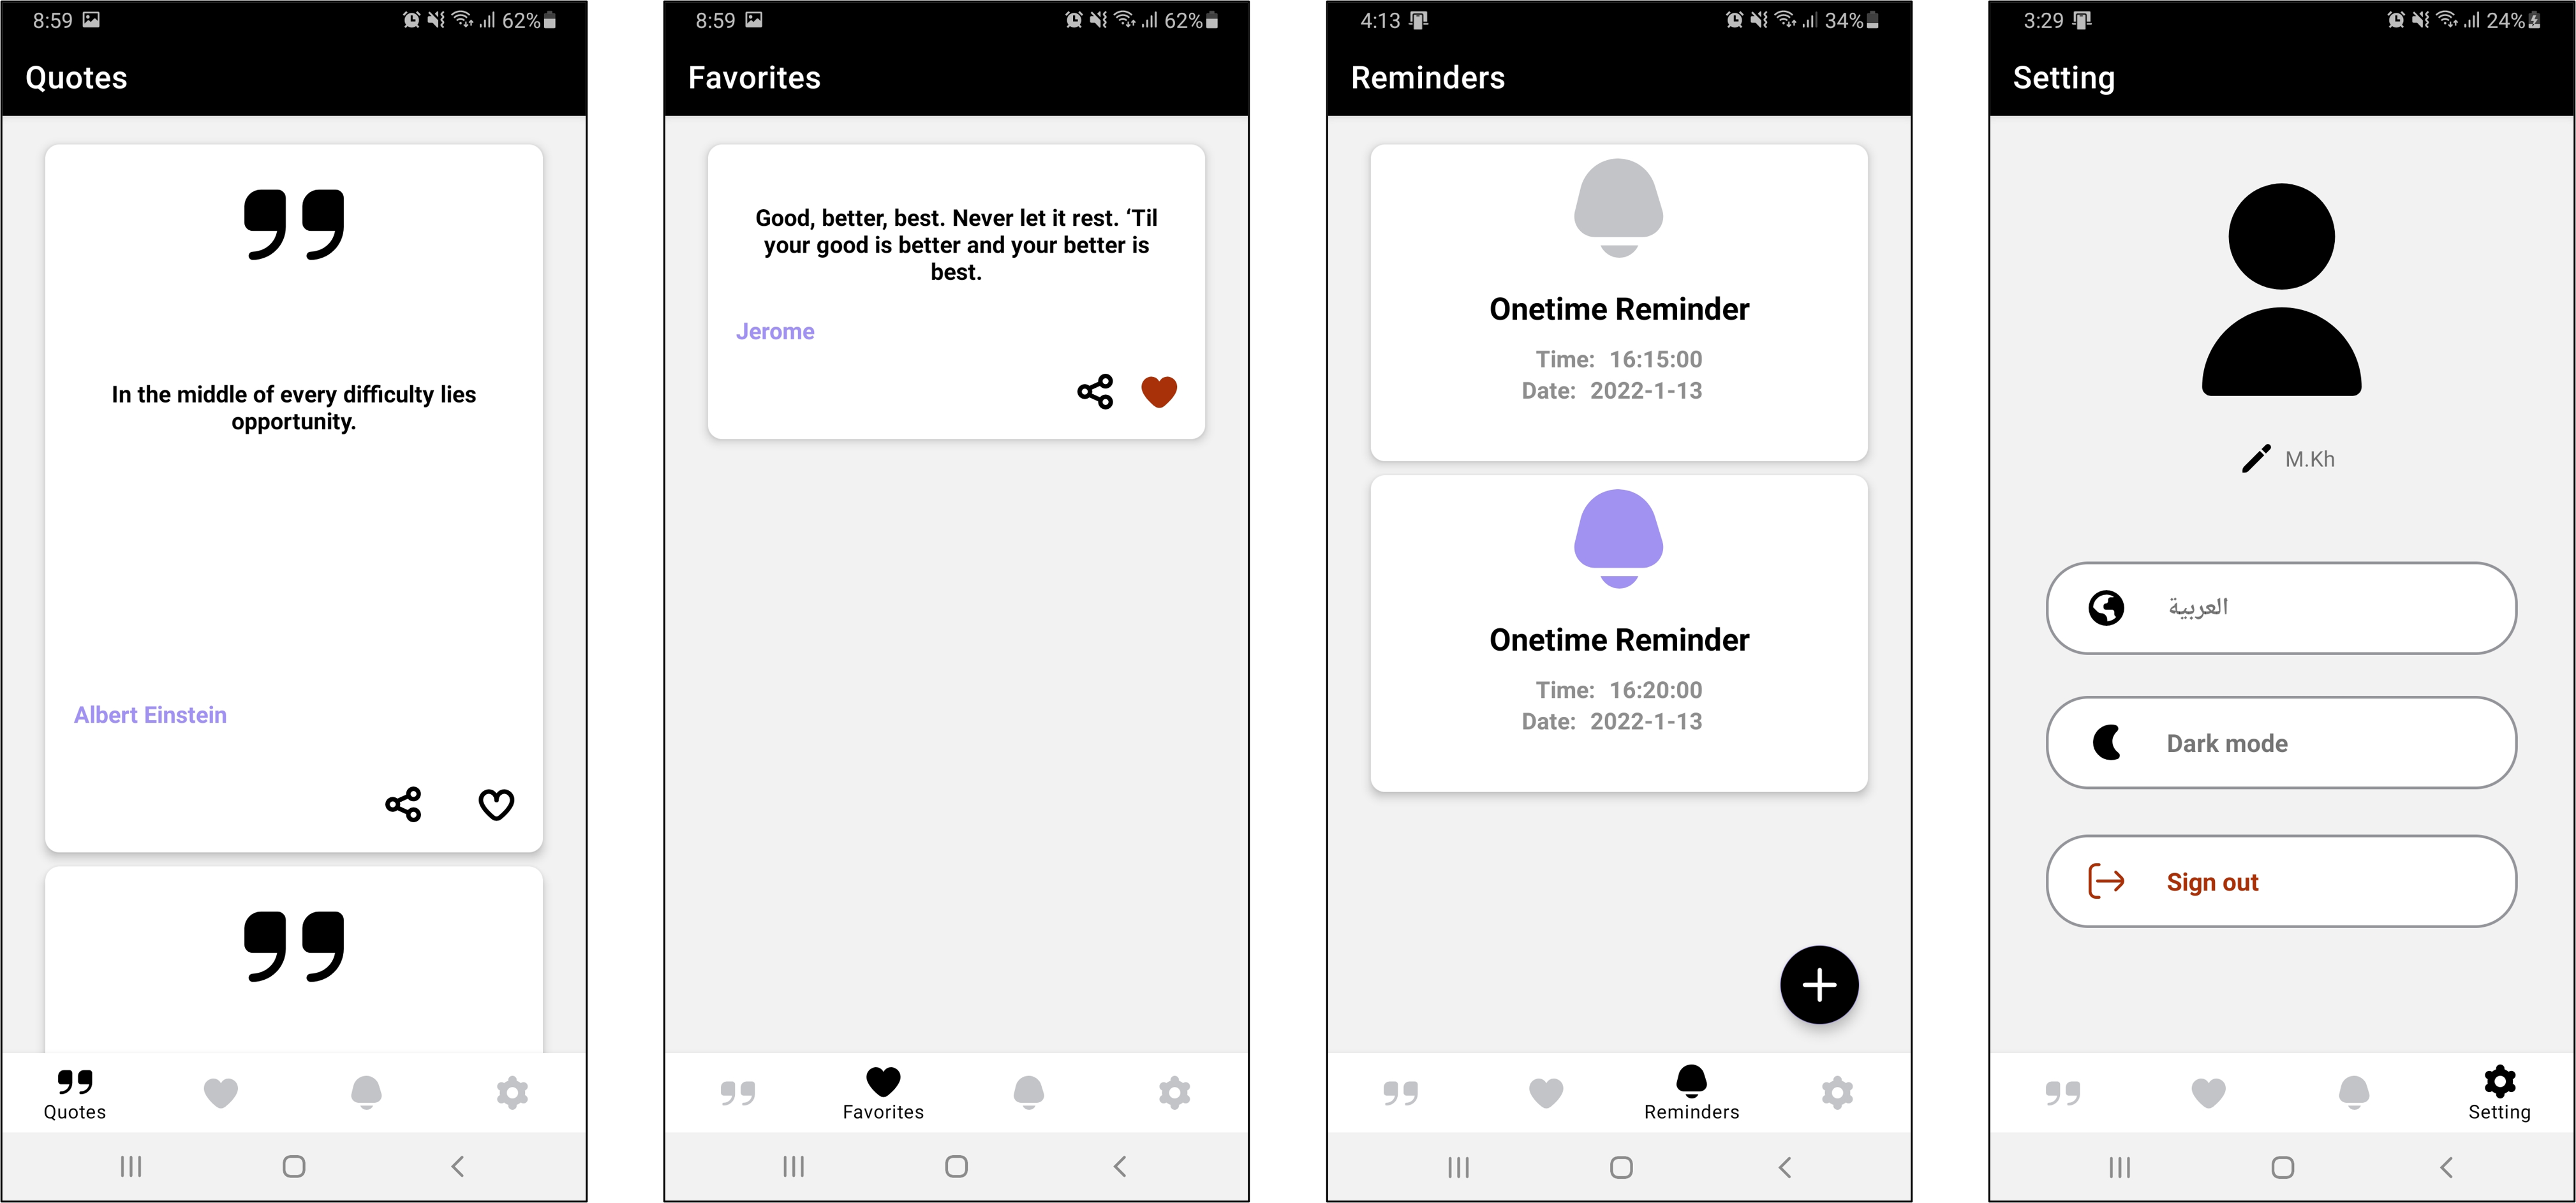 8:59
62%
Quotes
In the middle of every difficulty lies
opportunity.
Albert Einstein
Quotes
8:59
62%
Favorites
Good, better, best. Never let it rest. ‘Til
your good is better and your better is
best.
Jerome
Favorites
4:13
34%
Reminders
Onetime Reminder
Time: 16:15:00
Date: 2022-1-13
Onetime Reminder
Time: 16:20:00
Date: 2022-1-13
Reminders
3:29
24%
Setting
M.Kh
العربية
Dark mode
Sign out
Setting